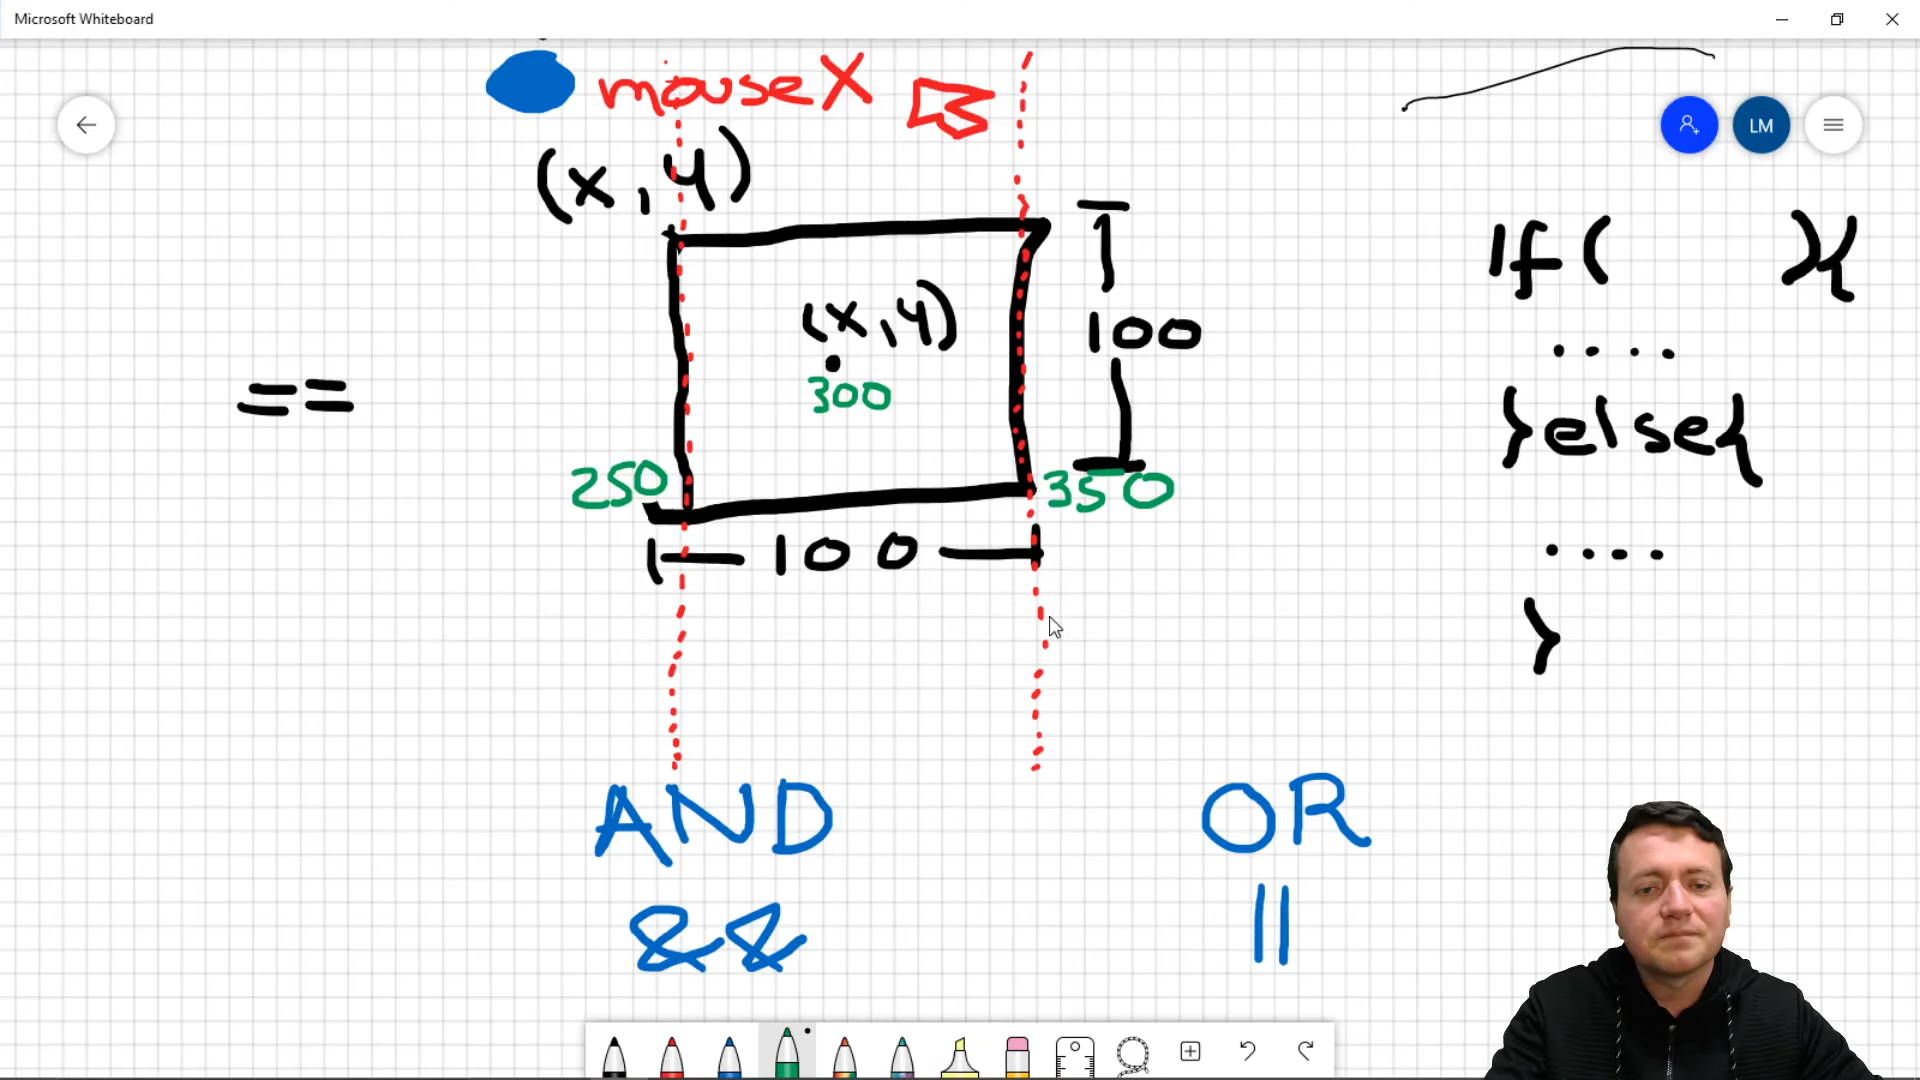 Microsoft Whiteboard
mouseX
LM
(x,y)
If( ){
(x,y)
100
300
==
....
}else{
250
350
100
....
}
AND
OR
&&
||